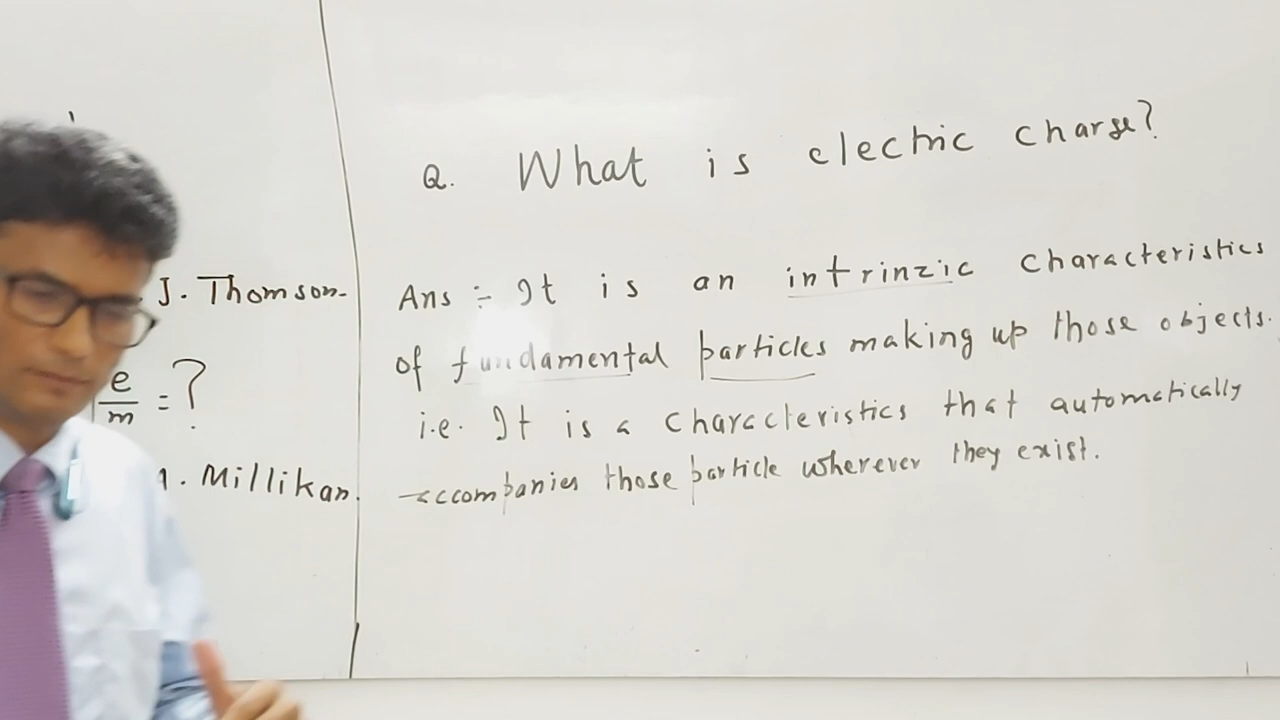 J. Thomson
e/m = ?
. Millikan.
Q. What is electric charge?
Ans :- It is an intrinzic characteristics
of fundamental particles making up those objects.
i.e. It is a characteristics that automatically
accompanies those particle wherever they exist.